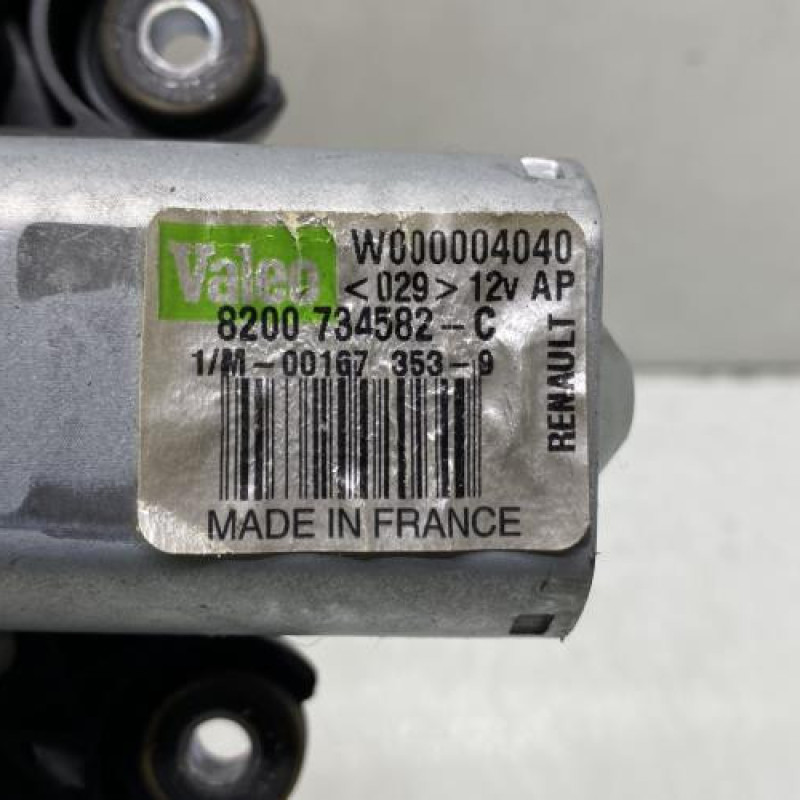 Valeo
W000004040
<029> 12v AP
8200 734582-C
1/M-00167 353-9
RENAULT
MADE IN FRANCE